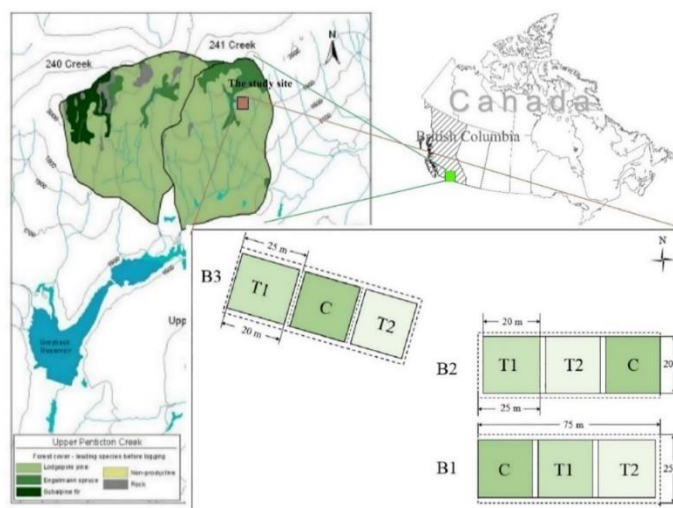 240 Creek
241 Creek
N
The study site
Canada
British Columbia
Upp
Upper Penticton Creek
Forest cover - leading species before logging
Lodgepole pine
Engelmann spruce
Subalpine fir
Non-productive
Rock
N
B3
25 m
T1
C
T2
20 m
20 m
B2
T1
T2
C
20
25 m
75 m
B1
C
T1
T2
25